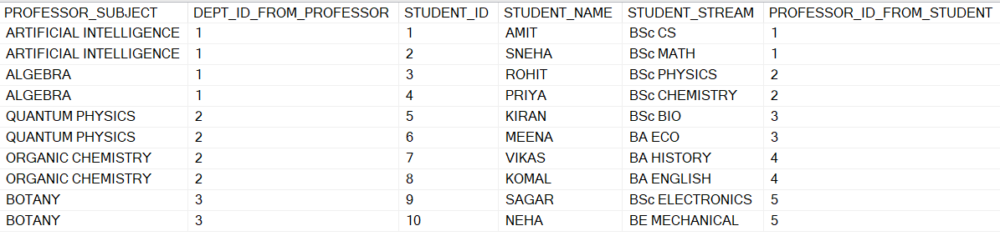 PROFESSOR_SUBJECT DEPT_ID_FROM_PROFESSOR STUDENT_ID STUDENT_NAME STUDENT_STREAM PROFESSOR_ID_FROM_STUDENT
ARTIFICIAL INTELLIGENCE 1 1 AMIT BSc CS 1
ARTIFICIAL INTELLIGENCE 1 2 SNEHA BSc MATH 1
ALGEBRA 1 3 ROHIT BSc PHYSICS 2
ALGEBRA 1 4 PRIYA BSc CHEMISTRY 2
QUANTUM PHYSICS 2 5 KIRAN BSc BIO 3
QUANTUM PHYSICS 2 6 MEENA BA ECO 3
ORGANIC CHEMISTRY 2 7 VIKAS BA HISTORY 4
ORGANIC CHEMISTRY 2 8 KOMAL BA ENGLISH 4
BOTANY 3 9 SAGAR BSc ELECTRONICS 5
BOTANY 3 10 NEHA BE MECHANICAL 5